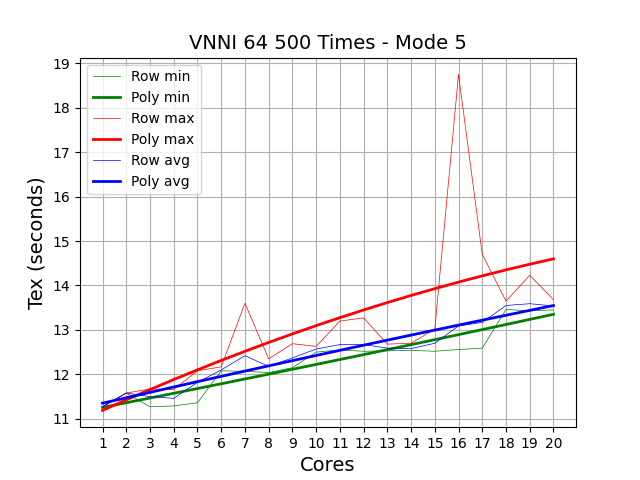 VNNI 64 500 Times - Mode 5
Tex (seconds)
19
18
17
16
15
14
13
12
11
Row min
Poly min
Row max
Poly max
Row avg
Poly avg
1 2 3 4 5 6 7 8 9 10 11 12 13 14 15 16 17 18 19 20
Cores